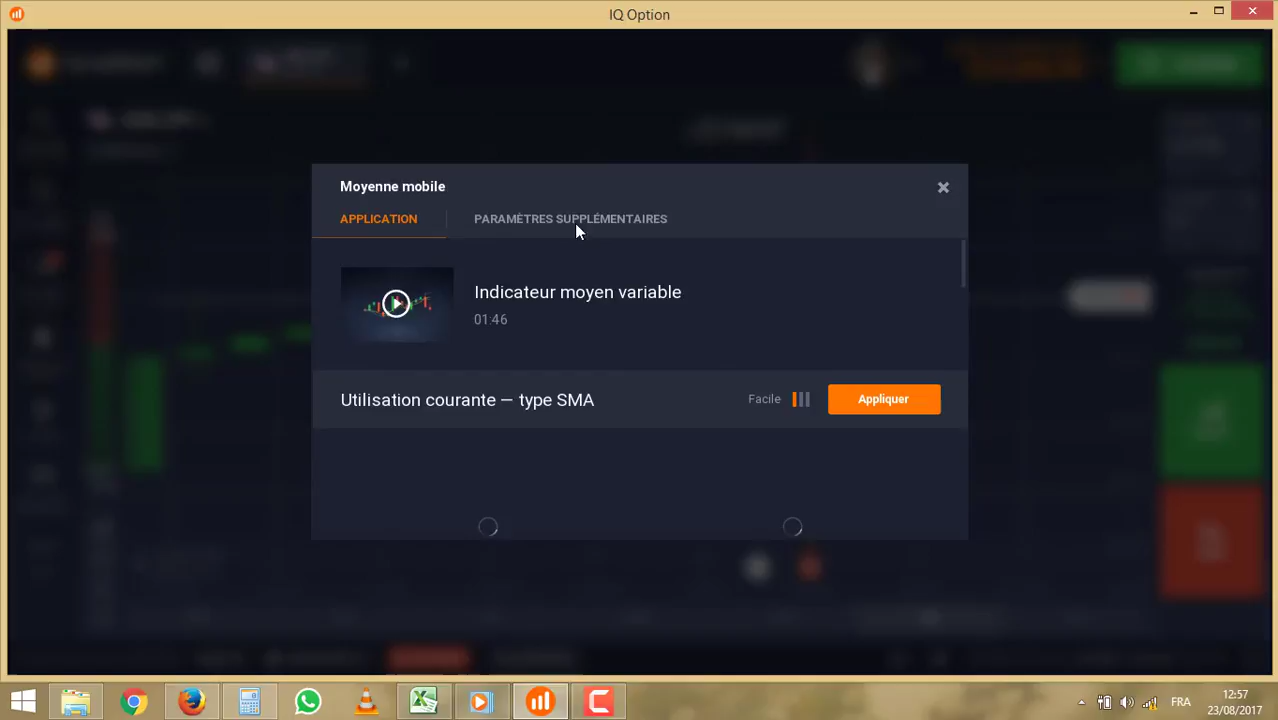 IQ Option
Moyenne mobile
APPLICATION
PARAMÈTRES SUPPLÉMENTAIRES
Indicateur moyen variable
01:46
Utilisation courante — type SMA
Facile
Appliquer
FRA
12:57
23/08/2017